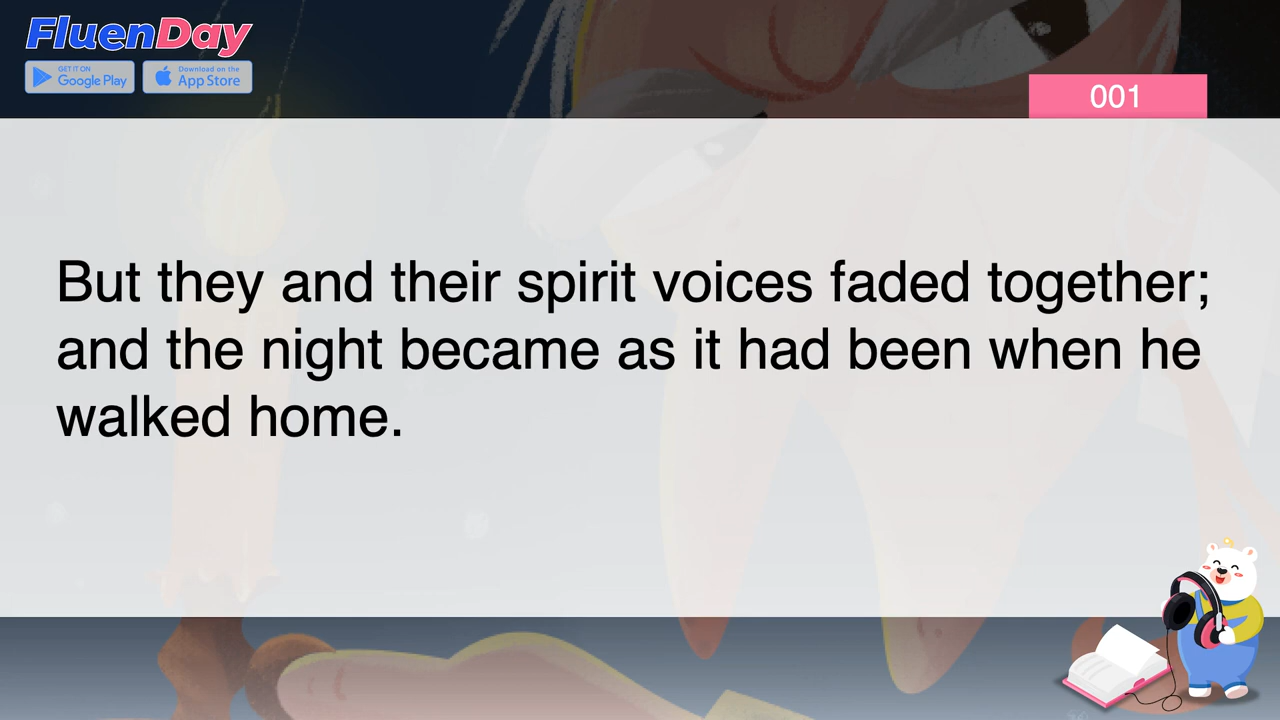 FluenDay
GET IT ON
Google Play
Download on the
App Store
001
But they and their spirit voices faded together;
and the night became as it had been when he
walked home.